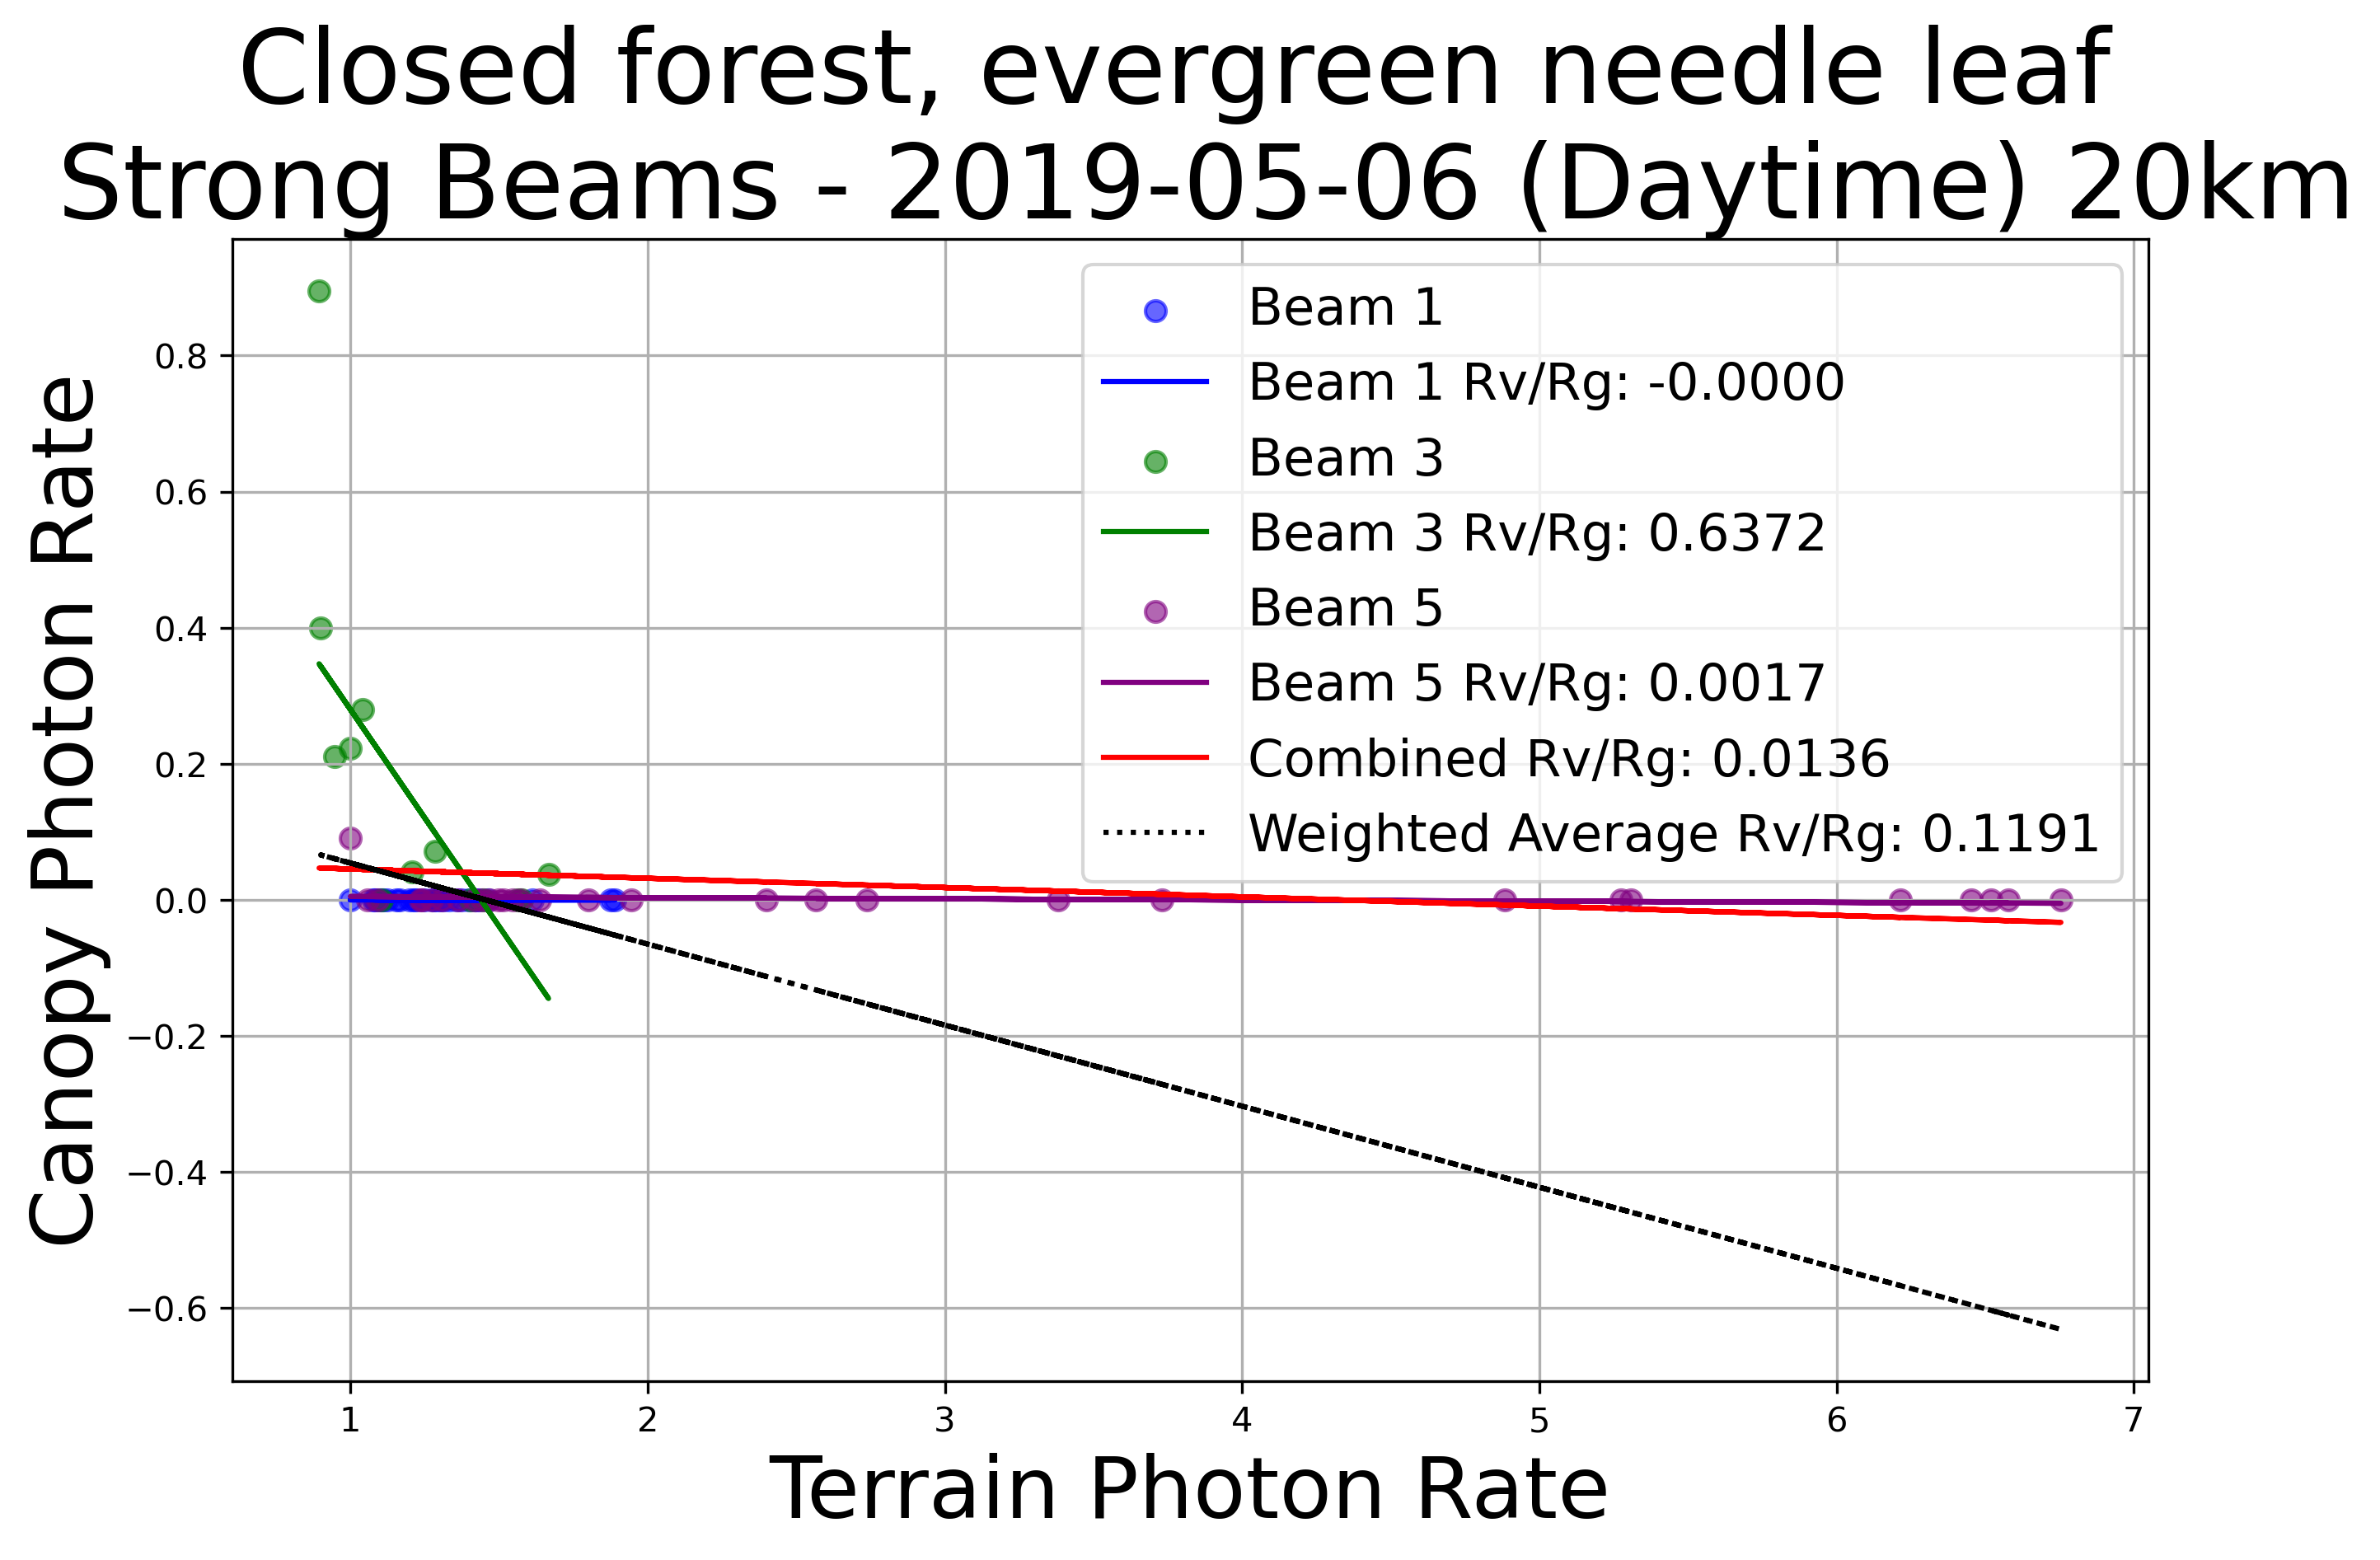 Closed forest, evergreen needle leaf
Strong Beams - 2019-05-06 (Daytime) 20km
Canopy Photon Rate
0.8
0.6
0.4
0.2
0.0
−0.2
−0.4
−0.6
Beam 1
Beam 1 Rv/Rg: -0.0000
Beam 3
Beam 3 Rv/Rg: 0.6372
Beam 5
Beam 5 Rv/Rg: 0.0017
Combined Rv/Rg: 0.0136
Weighted Average Rv/Rg: 0.1191
1 2 3 4 5 6 7
Terrain Photon Rate